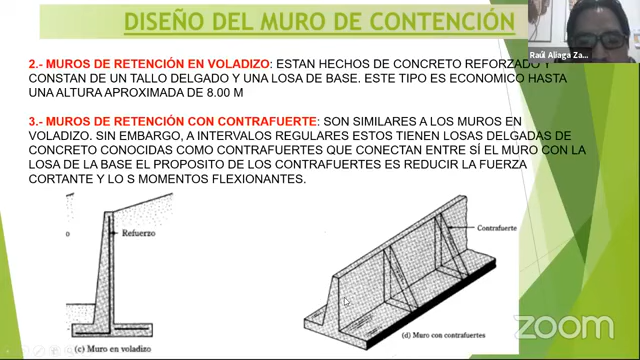 DISEÑO DEL MURO DE CONTENCIÓN
Raúl Aliaga Za...
2.- MUROS DE RETENCIÓN EN VOLADIZO: ESTAN HECHOS DE CONCRETO REFORZADO Y
CONSTAN DE UN TALLO DELGADO Y UNA LOSA DE BASE. ESTE TIPO ES ECONOMICO HASTA
UNA ALTURA APROXIMADA DE 8.00 M
3.- MUROS DE RETENCIÓN CON CONTRAFUERTE: SON SIMILARES A LOS MUROS EN
VOLADIZO. SIN EMBARGO, A INTERVALOS REGULARES ESTOS TIENEN LOSAS DELGADAS DE
CONCRETO CONOCIDAS COMO CONTRAFUERTES QUE CONECTAN ENTRE SÍ EL MURO CON LA
LOSA DE LA BASE EL PROPOSITO DE LOS CONTRAFUERTES ES REDUCIR LA FUERZA
CORTANTE Y LO S MOMENTOS FLEXIONANTES.
o
Refuerzo
Contrafuerte
(c) Muro en voladizo
(d) Muro con contrafuertes
zoom